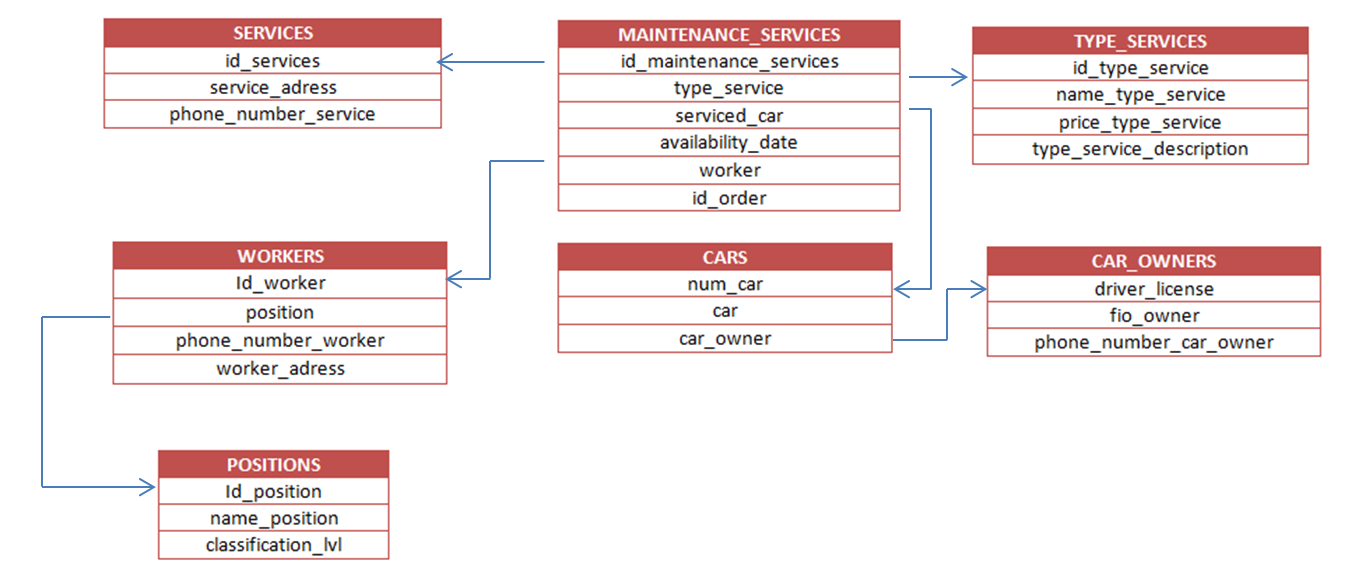 SERVICES
id_services
service_adress
phone_number_service
MAINTENANCE_SERVICES
id_maintenance_services
type_service
serviced_car
availability_date
worker
id_order
TYPE_SERVICES
id_type_service
name_type_service
price_type_service
type_service_description
WORKERS
Id_worker
position
phone_number_worker
worker_adress
CARS
num_car
car
car_owner
CAR_OWNERS
driver_license
fio_owner
phone_number_car_owner
POSITIONS
Id_position
name_position
classification_lvl